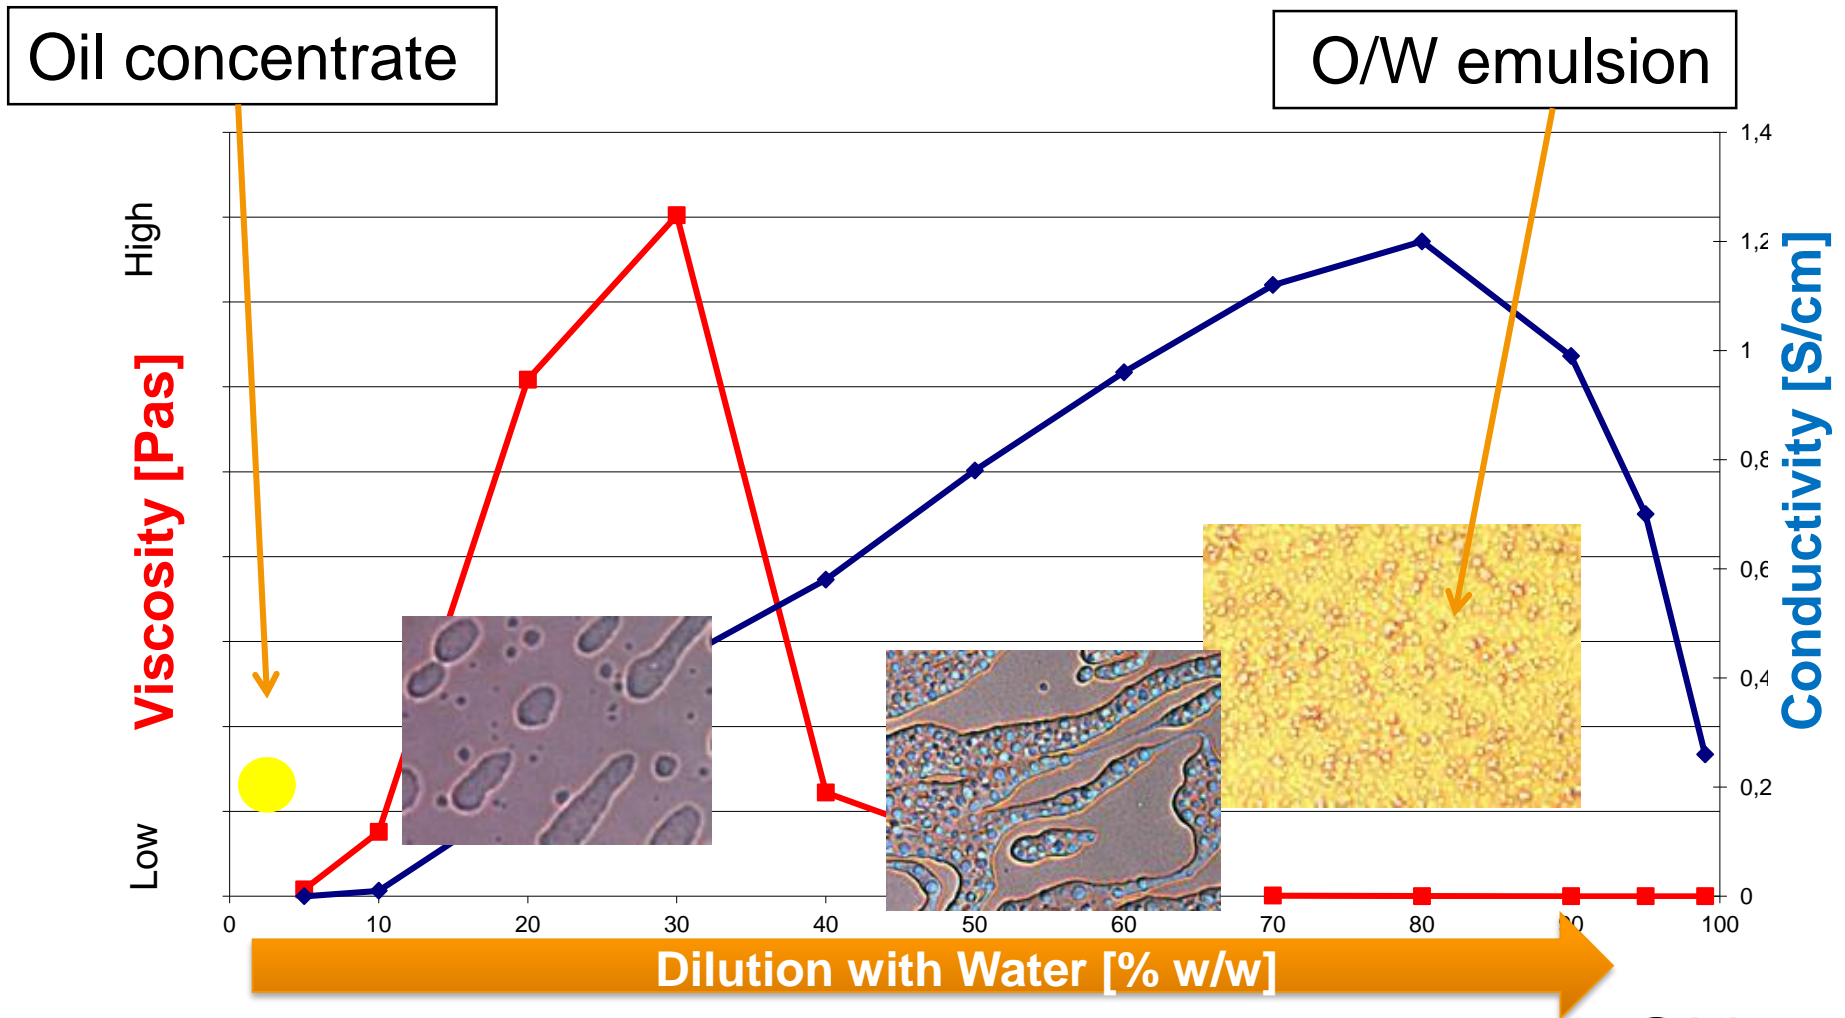 Oil concentrate
O/W emulsion
High
Viscosity [Pas]
Low
1,4
1,2
1
0,8
0,6
0,4
0,2
0
Conductivity [S/cm]
0 10 20 30 40 50 60 70 80 90 100
Dilution with Water [% w/w]